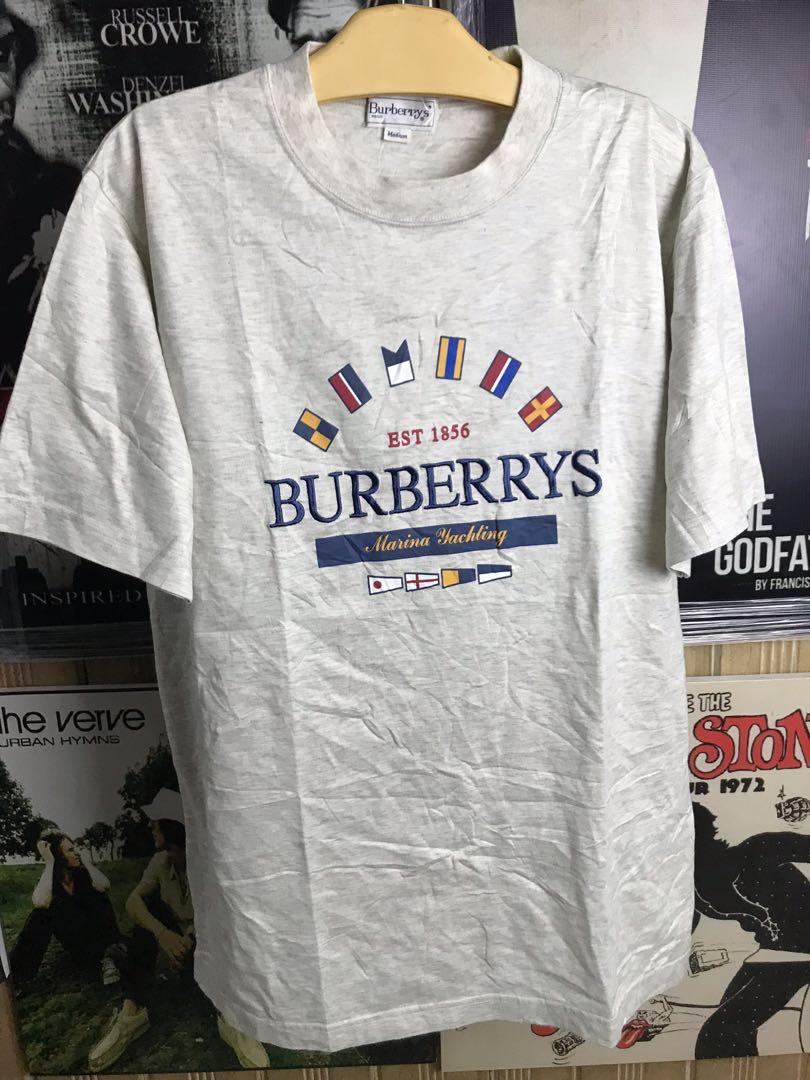 RUSSELL
CROWE
DENZEL
Burberrys®
Medium
EST 1856
BURBERRYS
Marina Yachting
INSPIRED
GODFA
BY FRANCIS
the verve
URBAN HYMNS
E THE
STON
UR 1972